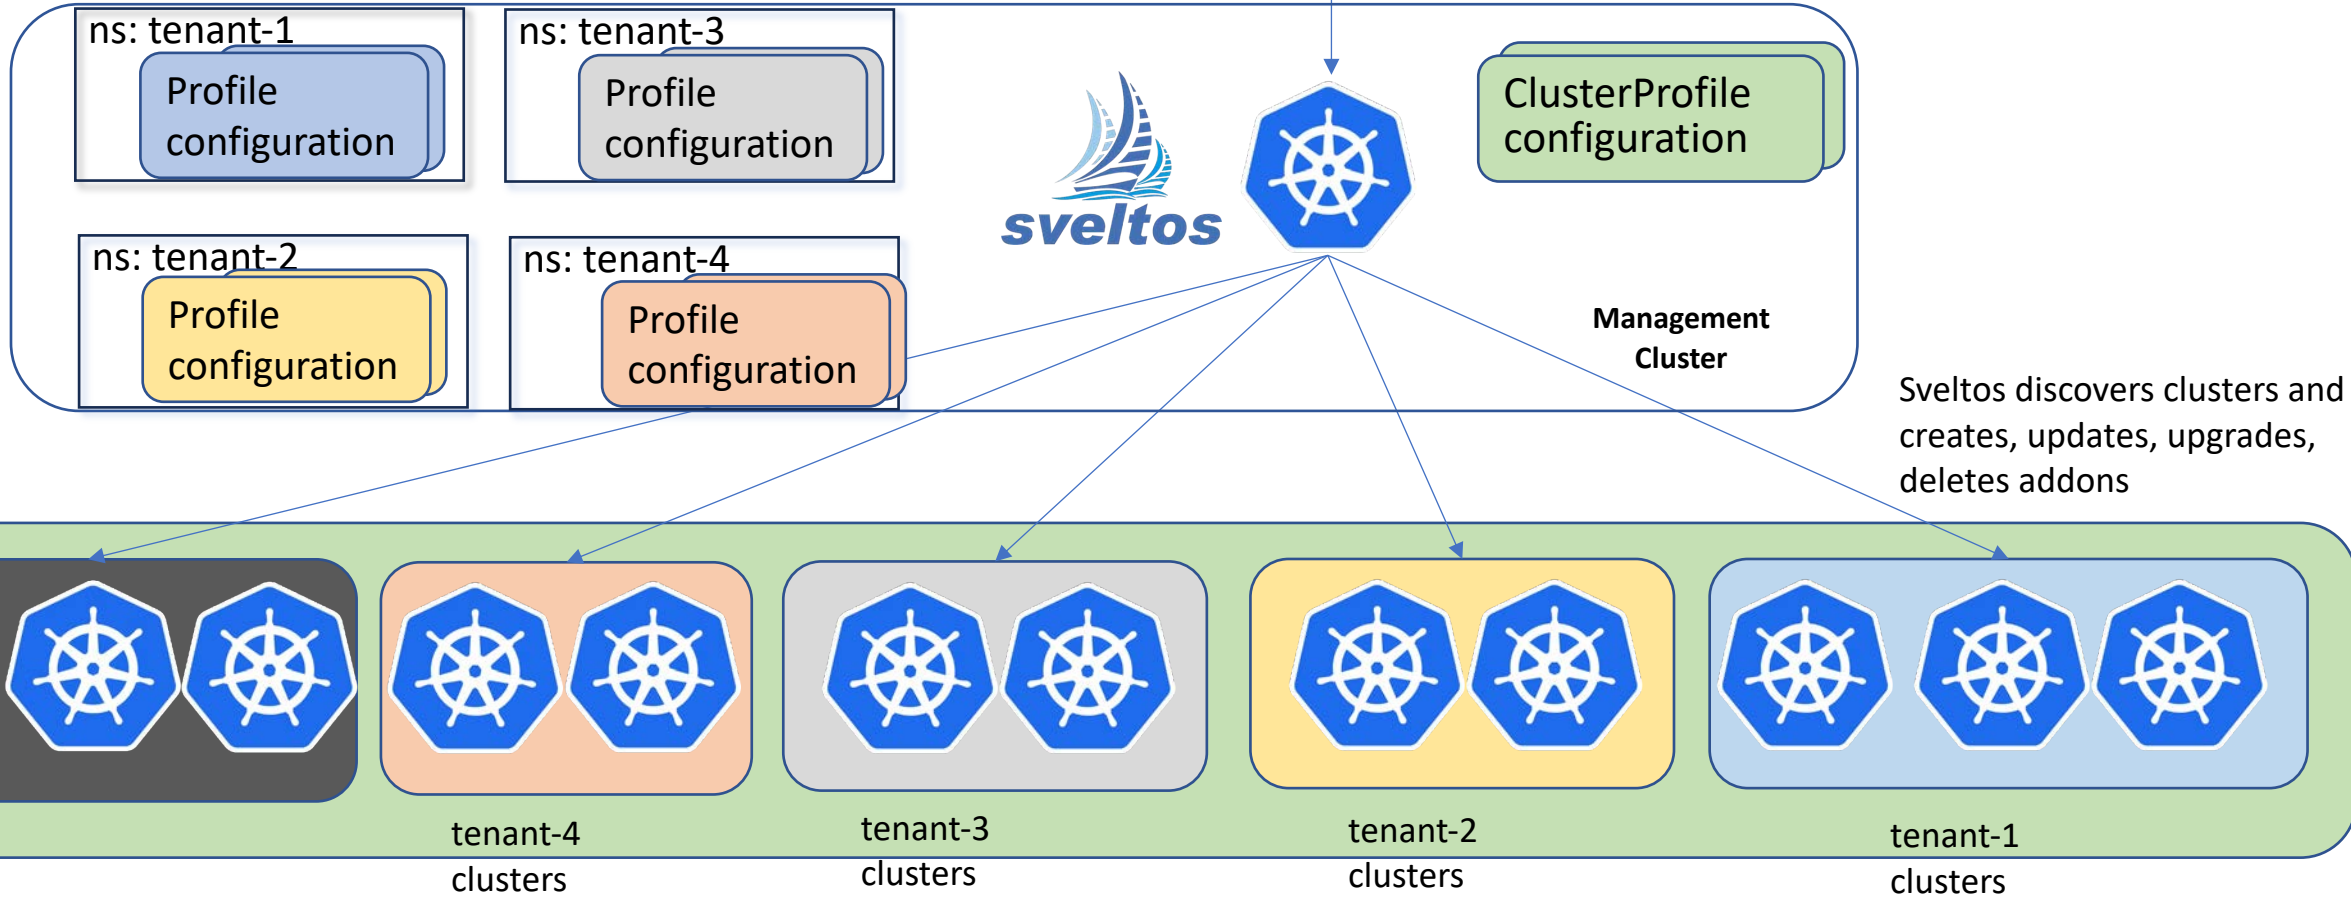 ns: tenant-1
Profile
configuration
ns: tenant-3
Profile
configuration
sveltos
ClusterProfile
configuration
ns: tenant-2
Profile
configuration
ns: tenant-4
Profile
configuration
Management
Cluster
Sveltos discovers clusters and
creates, updates, upgrades,
deletes addons
tenant-4
clusters
tenant-3
clusters
tenant-2
clusters
tenant-1
clusters